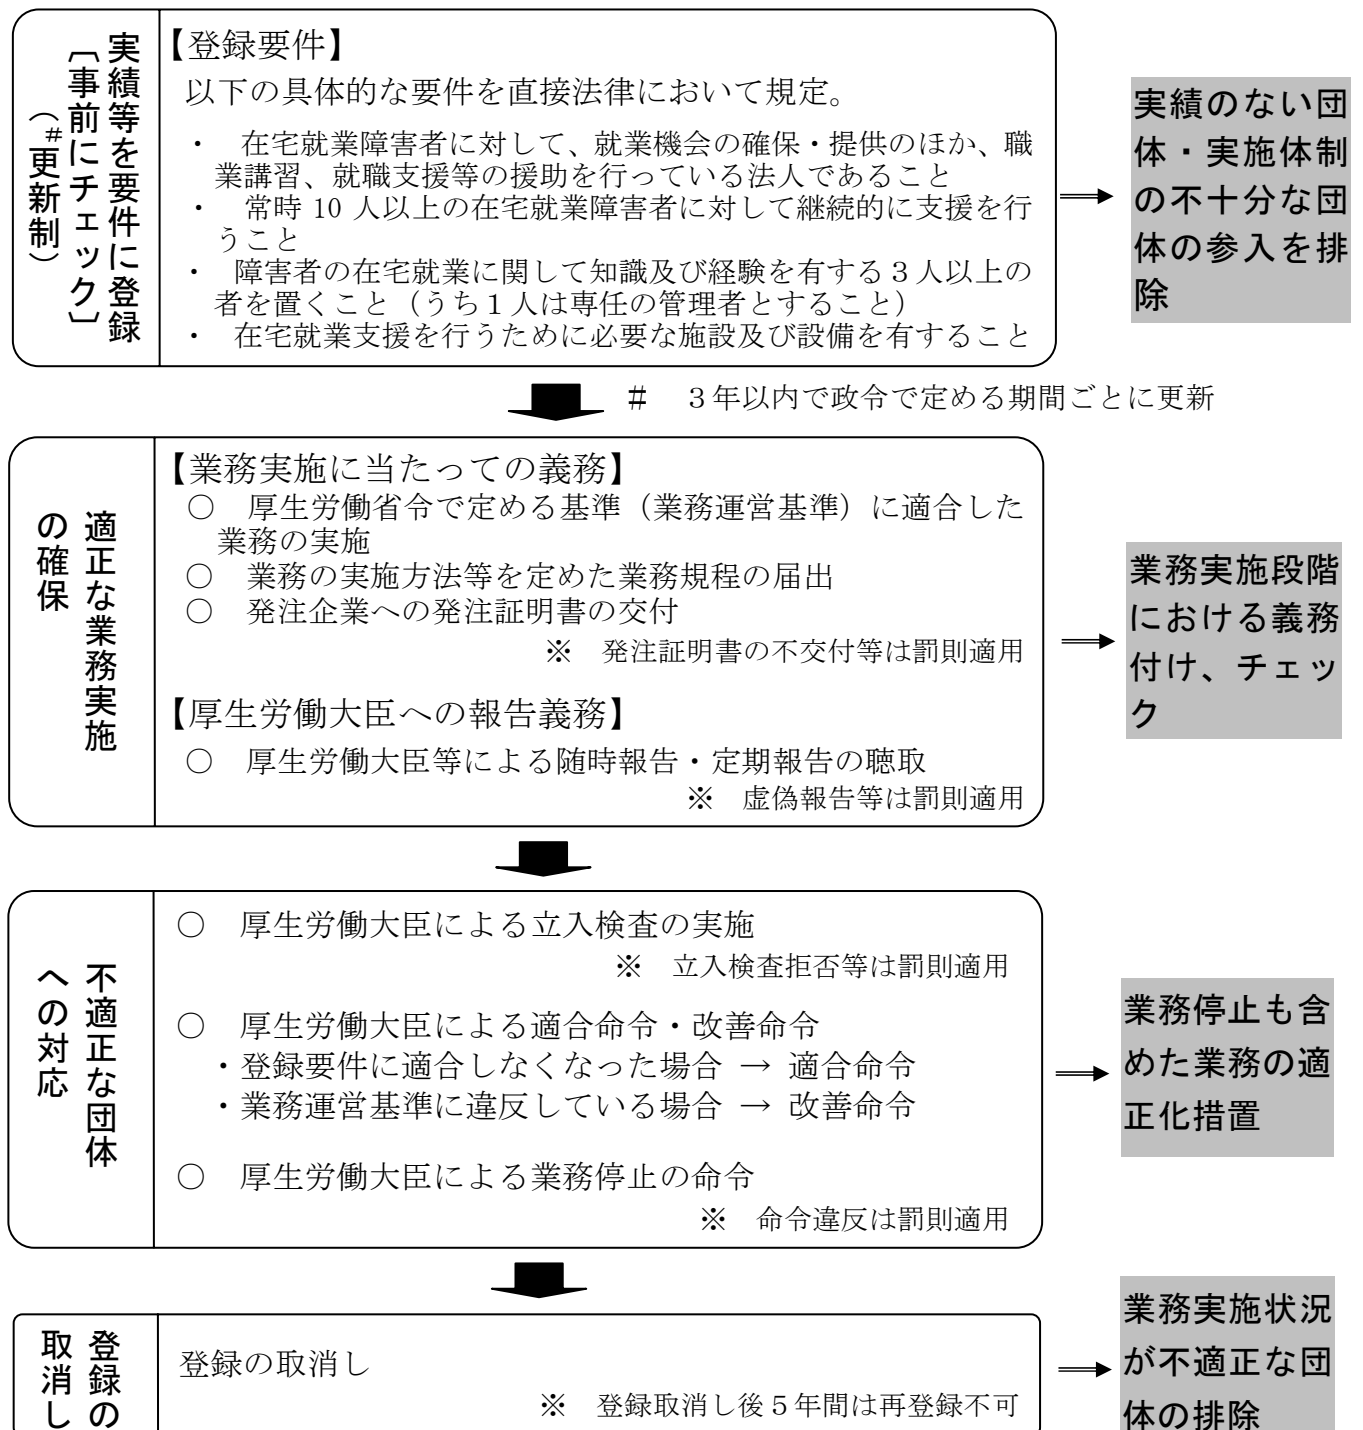 実績等を要件に登録
〔事前にチェック〕
（#更新制）
【登録要件】
以下の具体的な要件を直接法律において規定。
・　在宅就業障害者に対して、就業機会の確保・提供のほか、職
業講習、就職支援等の援助を行っている法人であること
・　常時 10 人以上の在宅就業障害者に対して継続的に支援を行
うこと
・　障害者の在宅就業に関して知識及び経験を有する３人以上の
者を置くこと（うち１人は専任の管理者とすること）
・　在宅就業支援を行うために必要な施設及び設備を有すること
実績のない団
体・実施体制
の不十分な団
体の参入を排
除
#　３年以内で政令で定める期間ごとに更新
適正な業務実施
の確保
【業務実施に当たっての義務】
○　厚生労働省令で定める基準（業務運営基準）に適合した
業務の実施
○　業務の実施方法等を定めた業務規程の届出
○　発注企業への発注証明書の交付
※　発注証明書の不交付等は罰則適用
【厚生労働大臣への報告義務】
○　厚生労働大臣等による随時報告・定期報告の聴取
※　虚偽報告等は罰則適用
業務実施段階
における義務
付け、チェッ
ク
不適正な団体
への対応
○　厚生労働大臣による立入検査の実施
※　立入検査拒否等は罰則適用
○　厚生労働大臣による適合命令・改善命令
・登録要件に適合しなくなった場合 → 適合命令
・業務運営基準に違反している場合 → 改善命令
○　厚生労働大臣による業務停止の命令
※　命令違反は罰則適用
業務停止も含
めた業務の適
正化措置
登録の
取消し
登録の取消し
※　登録取消し後５年間は再登録不可
業務実施状況
が不適正な団
体の排除